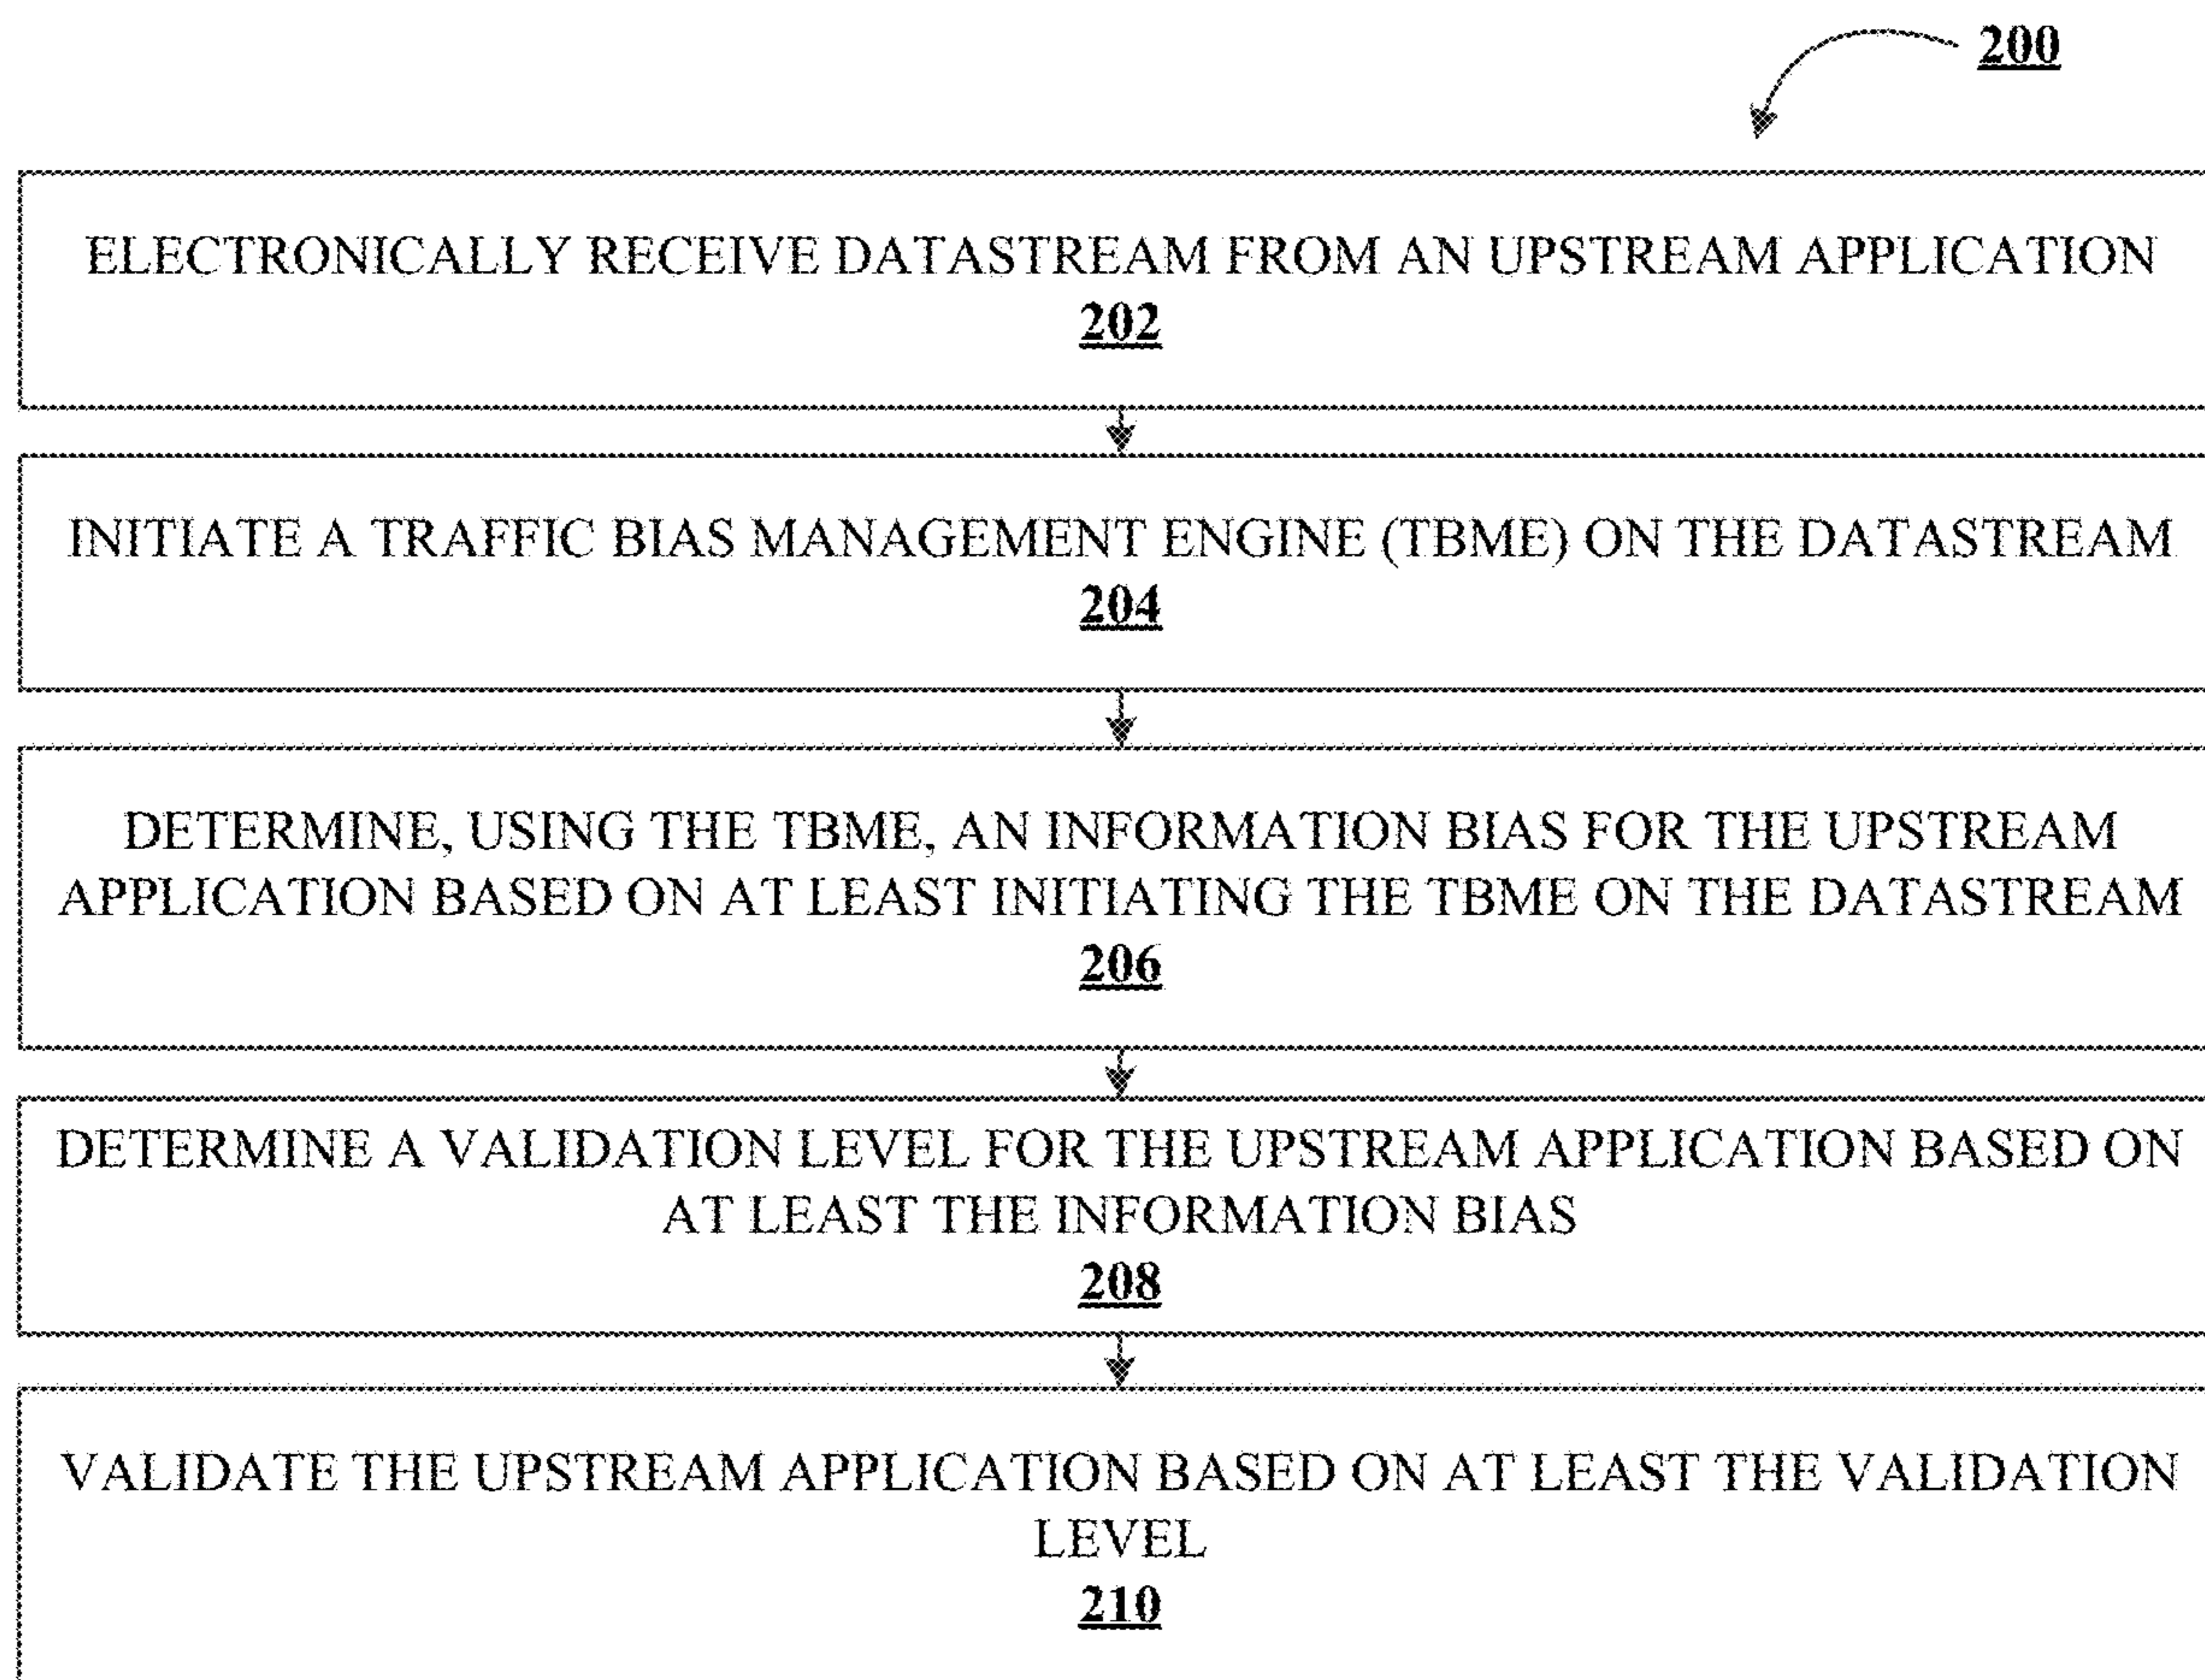 200
ELECTRONICALLY RECEIVE DATASTREAM FROM AN UPSTREAM APPLICATION
202
INITIATE A TRAFFIC BIAS MANAGEMENT ENGINE (TBME) ON THE DATASTREAM
204
DETERMINE, USING THE TBME, AN INFORMATION BIAS FOR THE UPSTREAM
APPLICATION BASED ON AT LEAST INITIATING THE TBME ON THE DATASTREAM
206
DETERMINE A VALIDATION LEVEL FOR THE UPSTREAM APPLICATION BASED ON
AT LEAST THE INFORMATION BIAS
208
VALIDATE THE UPSTREAM APPLICATION BASED ON AT LEAST THE VALIDATION
LEVEL
210